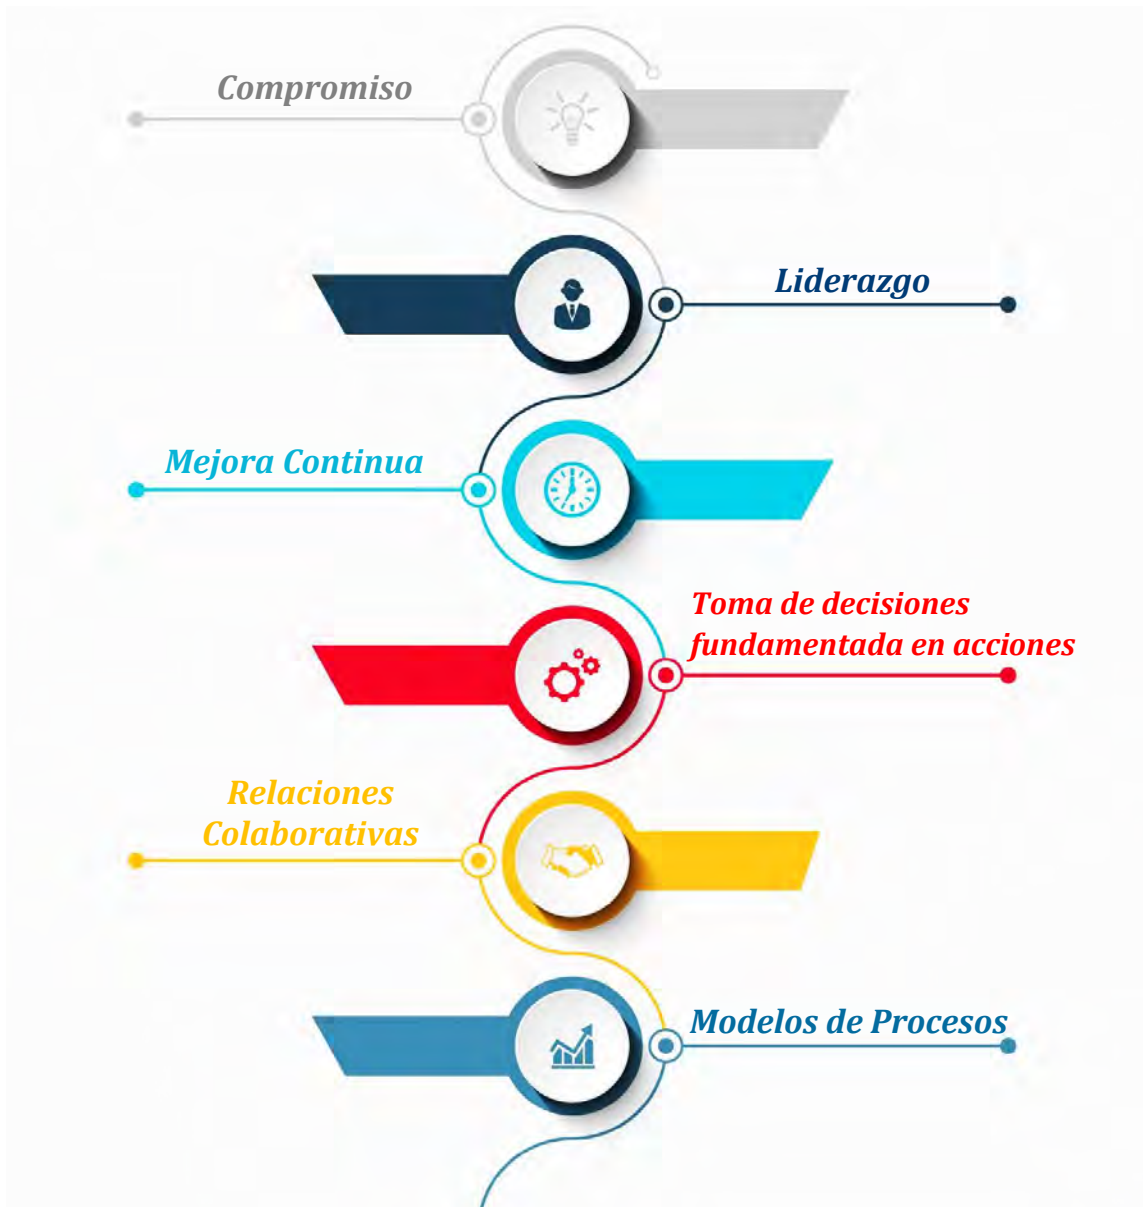 Compromiso
Liderazgo
Mejora Continua
Toma de decisiones
fundamentada en acciones
Relaciones
Colaborativas
Modelos de Procesos